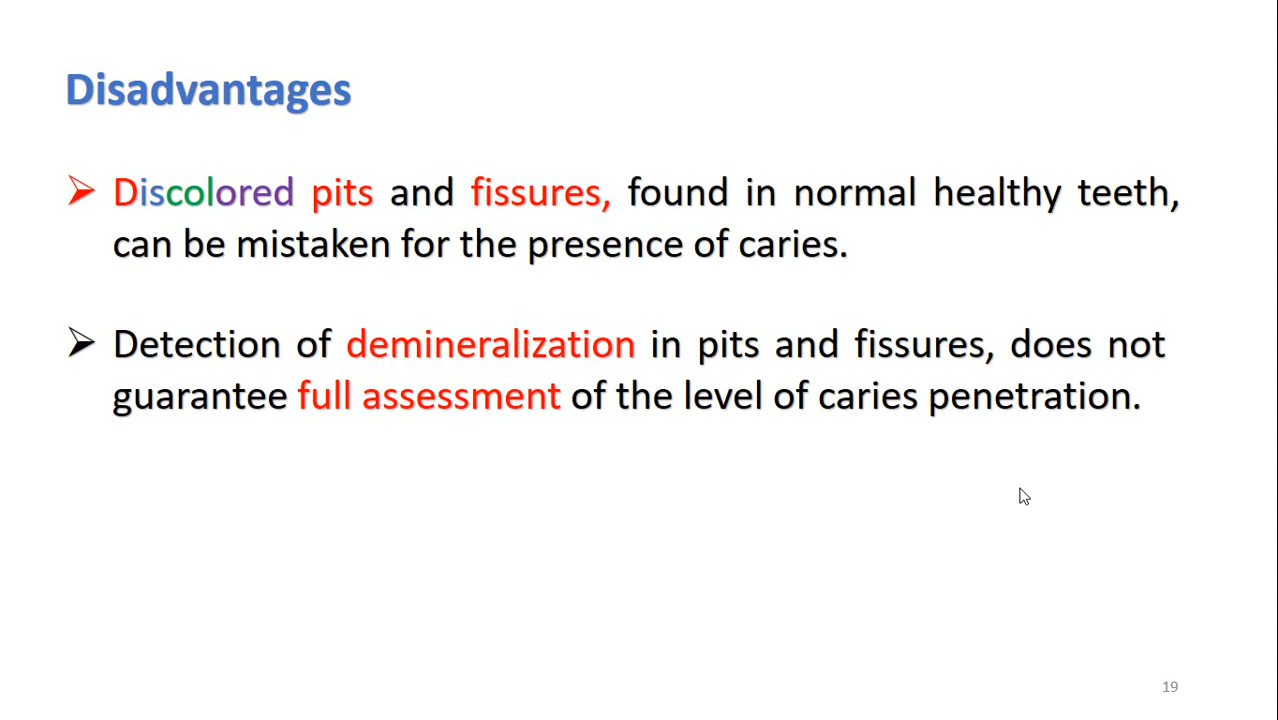 Disadvantages
➢ Discolored pits and fissures, found in normal healthy teeth,
can be mistaken for the presence of caries.
➢ Detection of demineralization in pits and fissures, does not
guarantee full assessment of the level of caries penetration.
19